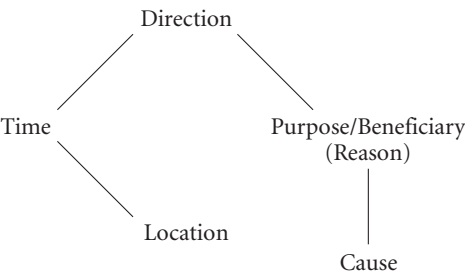 Direction
Time
Purpose/Beneficiary
(Reason)
Location
Cause